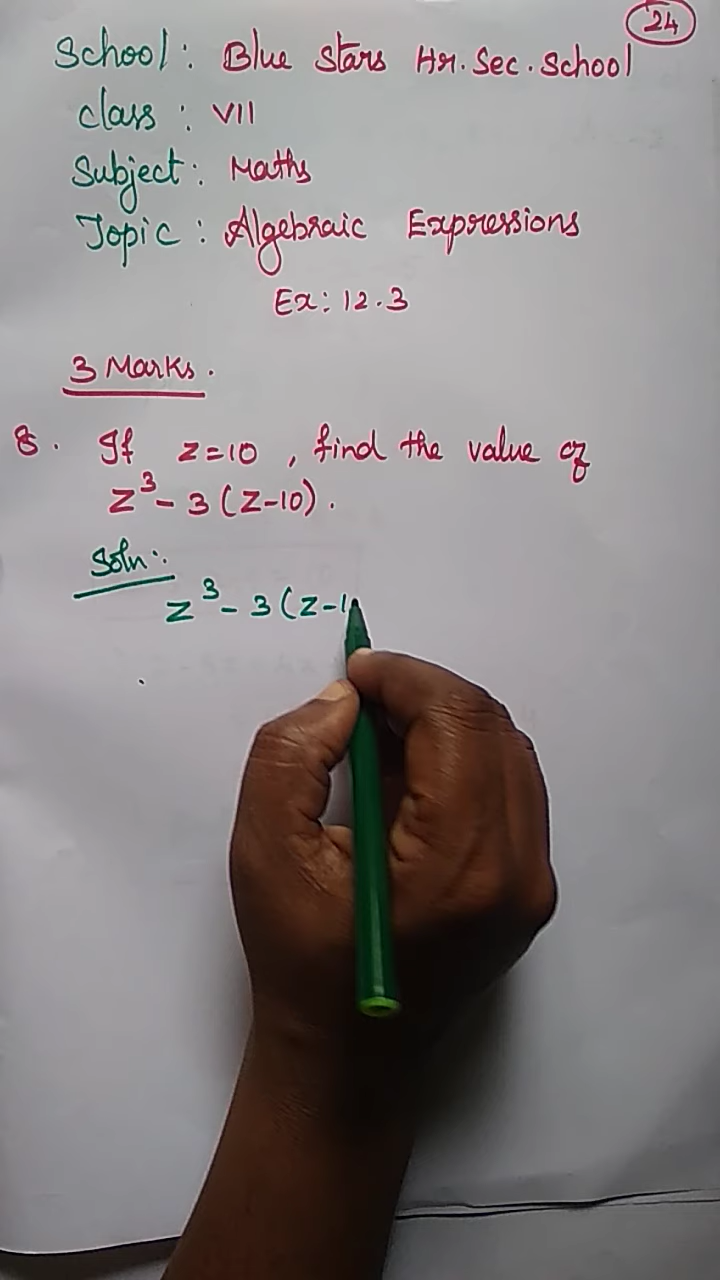 24
School: Blue Stars Hr. Sec. School
Class : VII
Subject: Maths
Topic : Algebraic Expressions
Ex: 12.3
3 Marks.
8. If z=10, find the value of
z³-3(z-10).
Soln:
z³-3(z-1